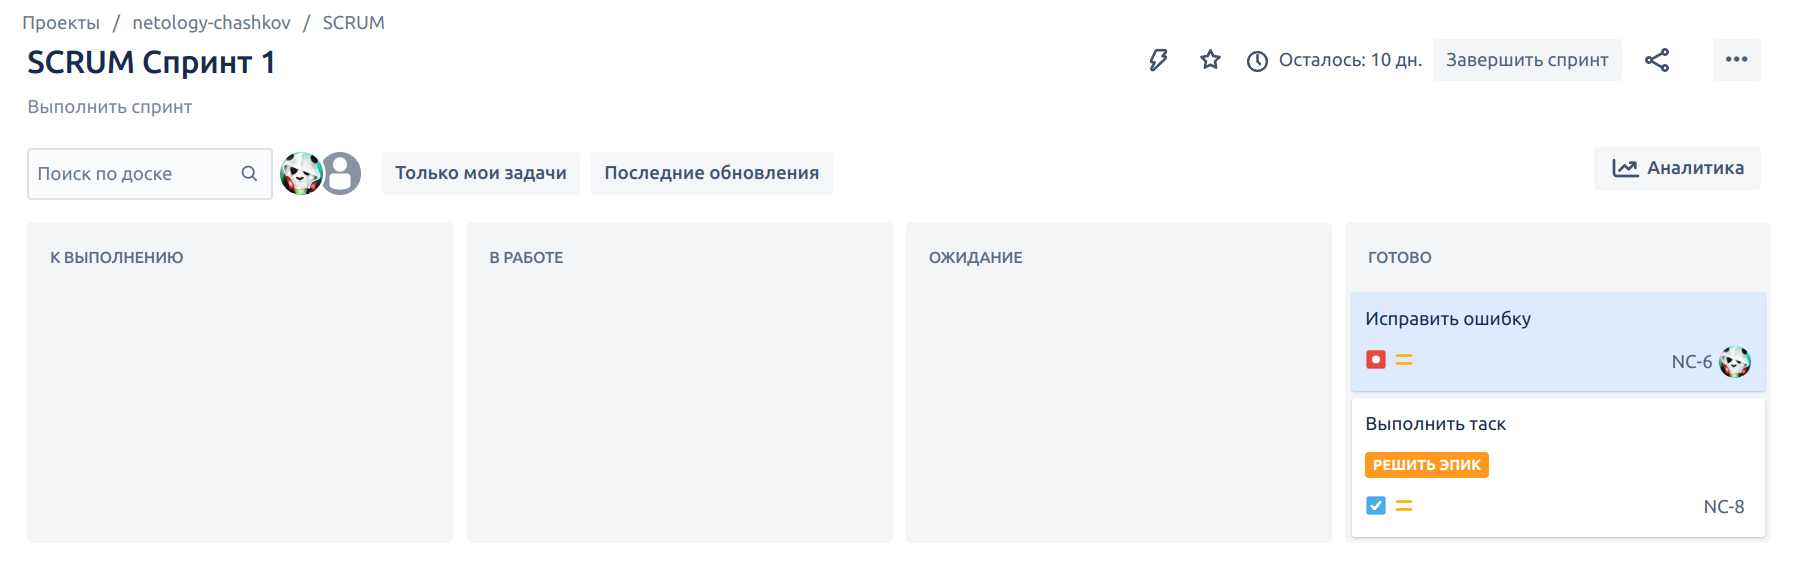 Проекты / netology-chashkov / SCRUM
SCRUM Спринт 1
Осталось: 10 дн.
Завершить спринт
Выполнить спринт
Поиск по доске
Только мои задачи
Последние обновления
Аналитика
К ВЫПОЛНЕНИЮ
В РАБОТЕ
ОЖИДАНИЕ
ГОТОВО
Исправить ошибку
NC-6
Выполнить таск
РЕШИТЬ ЭПИК
NC-8